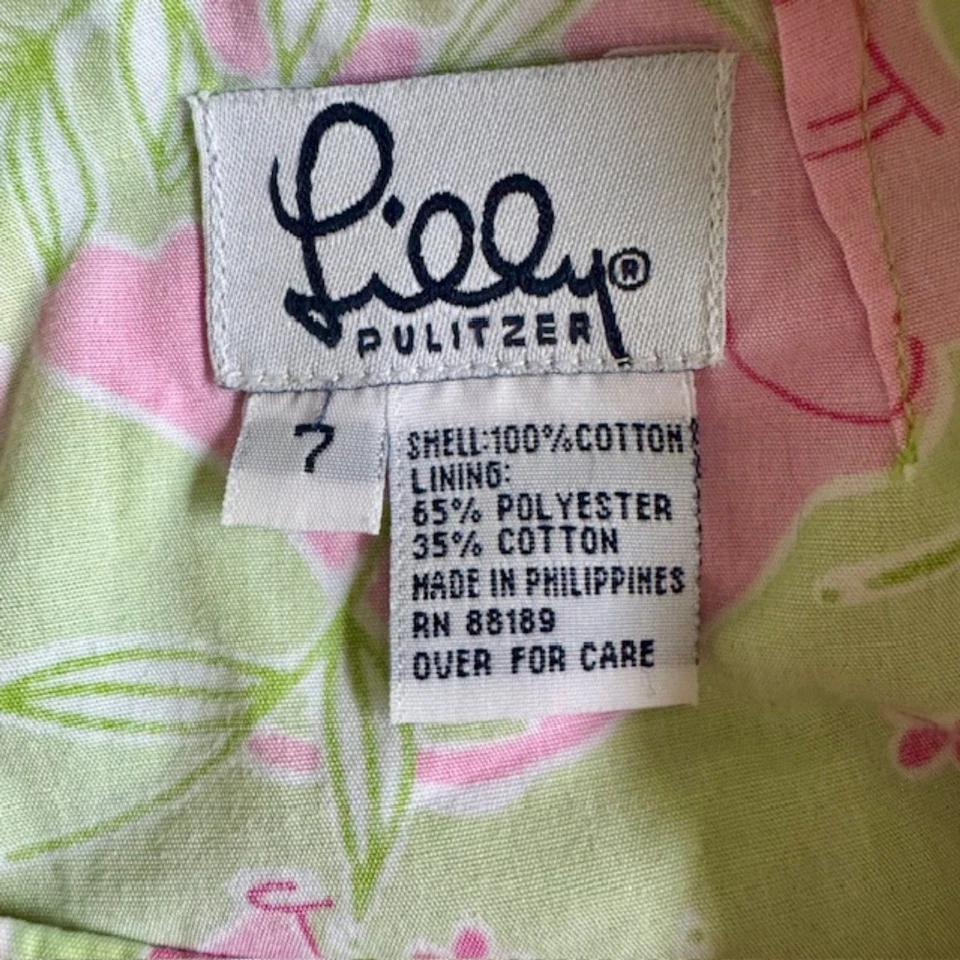 Lilly®
PULITZER
7
SHELL:100%COTTON
LINING:
65% POLYESTER
35% COTTON
MADE IN PHILIPPINES
RN 88189
OVER FOR CARE